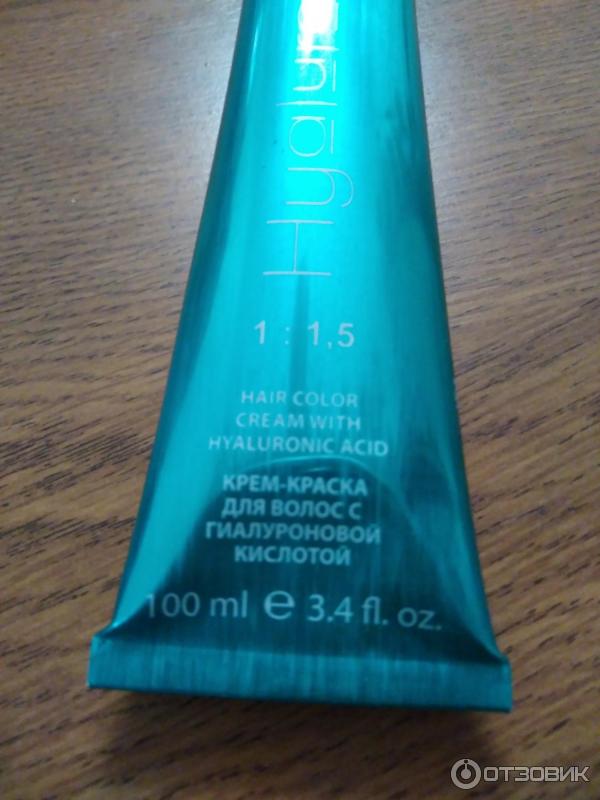 1 : 1,5
HAIR COLOR
CREAM WITH
HYALURONIC ACID
КРЕМ-КРАСКА
ДЛЯ ВОЛОС С
ГИАЛУРОНОВОЙ
КИСЛОТОЙ
100 ml ℮ 3.4 fl. oz.
ОТЗОВИК